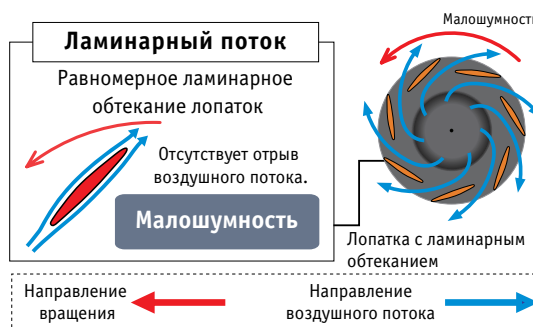 Ламинарный поток
Равномерное ламинарное
обтекание лопаток
Отсутствует отрыв
воздушного потока.
Малошумность
Малошумность
Лопатка с ламинарным
обтеканием
Направление
вращения
Направление
воздушного потока